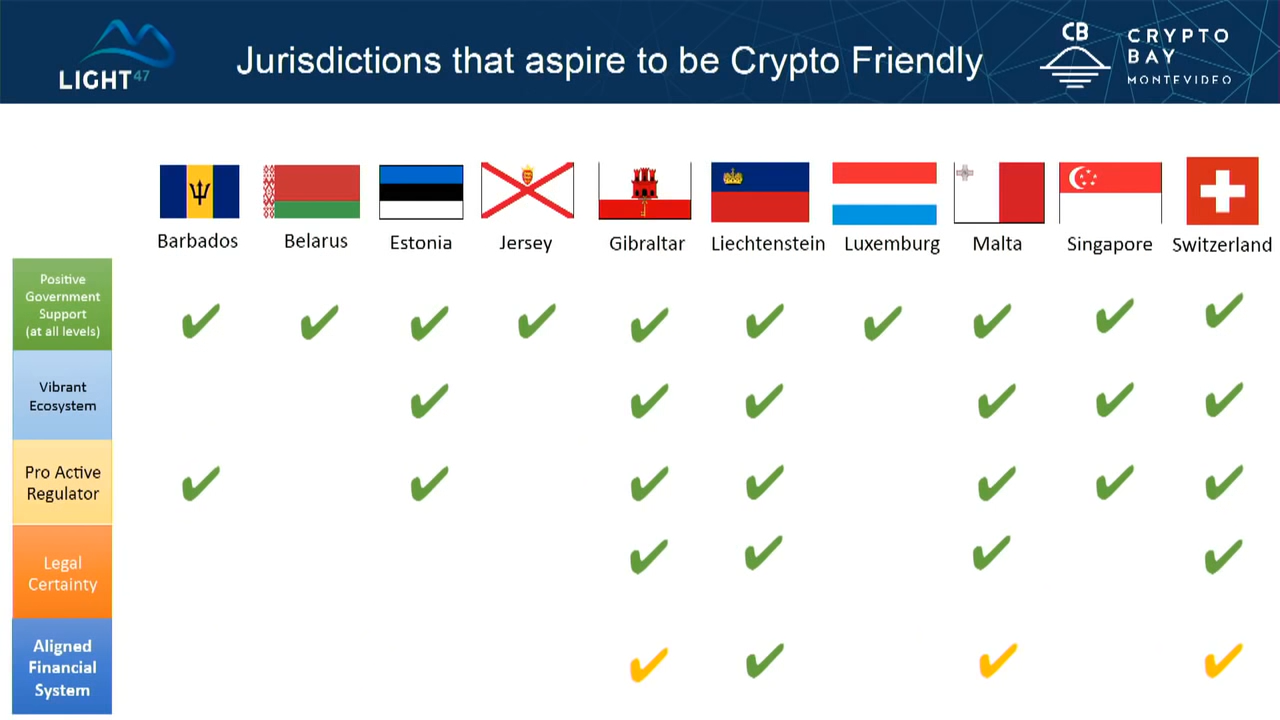 LIGHT47
Jurisdictions that aspire to be Crypto Friendly
CB
CRYPTO
BAY
MONTEVIDEO
Barbados
Belarus
Estonia
Jersey
Gibraltar
Liechtenstein
Luxemburg
Malta
Singapore
Switzerland
Positive
Government
Support
(at all levels)
Vibrant
Ecosystem
Pro Active
Regulator
Legal
Certainty
Aligned
Financial
System